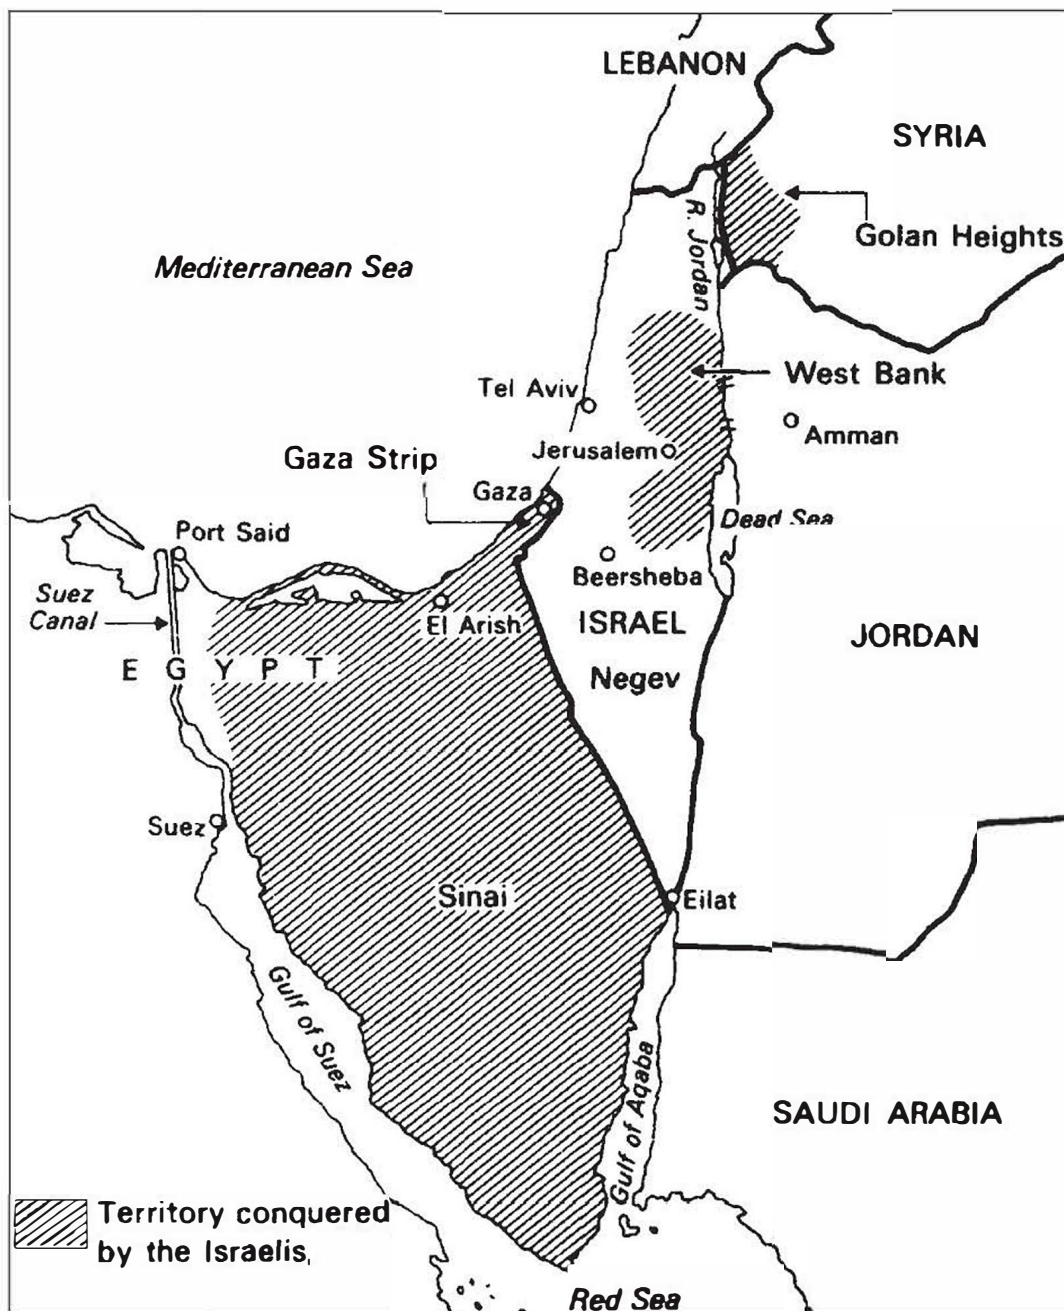 LEBANON
SYRIA
Golan Heights
R. Jordan
Mediterranean Sea
West Bank
Tel Aviv
Amman
Jerusalem
Gaza Strip
Gaza
Dead Sea
Port Said
Beersheba
Suez
Canal
El Arish
ISRAEL
JORDAN
E G Y P T
Negev
Suez
Sinai
Eilat
Gulf of Suez
Gulf of Aqaba
SAUDI ARABIA
Territory conquered
by the Israelis,
Red Sea